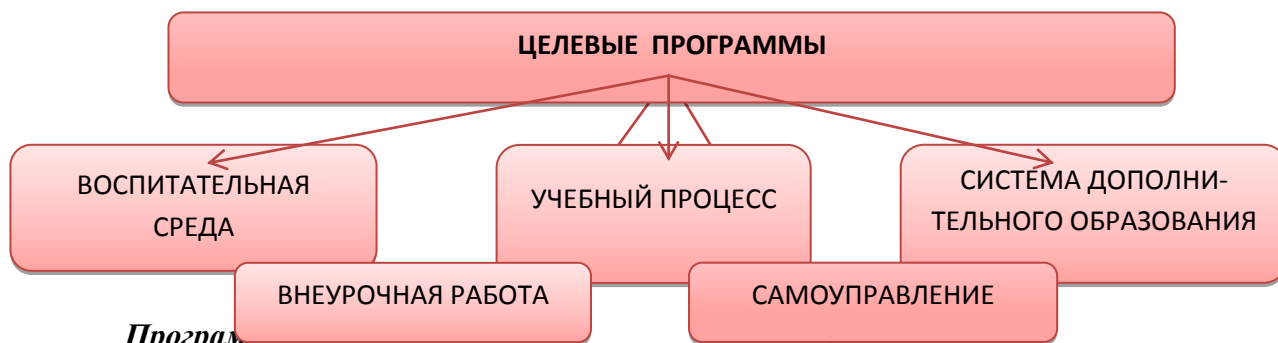 ЦЕЛЕВЫЕ ПРОГРАММЫ
ВОСПИТАТЕЛЬНАЯ
СРЕДА
УЧЕБНЫЙ ПРОЦЕСС
СИСТЕМА ДОПОЛНИ-
ТЕЛЬНОГО ОБРАЗОВАНИЯ
ВНЕУРОЧНАЯ РАБОТА
САМОУПРАВЛЕНИЕ